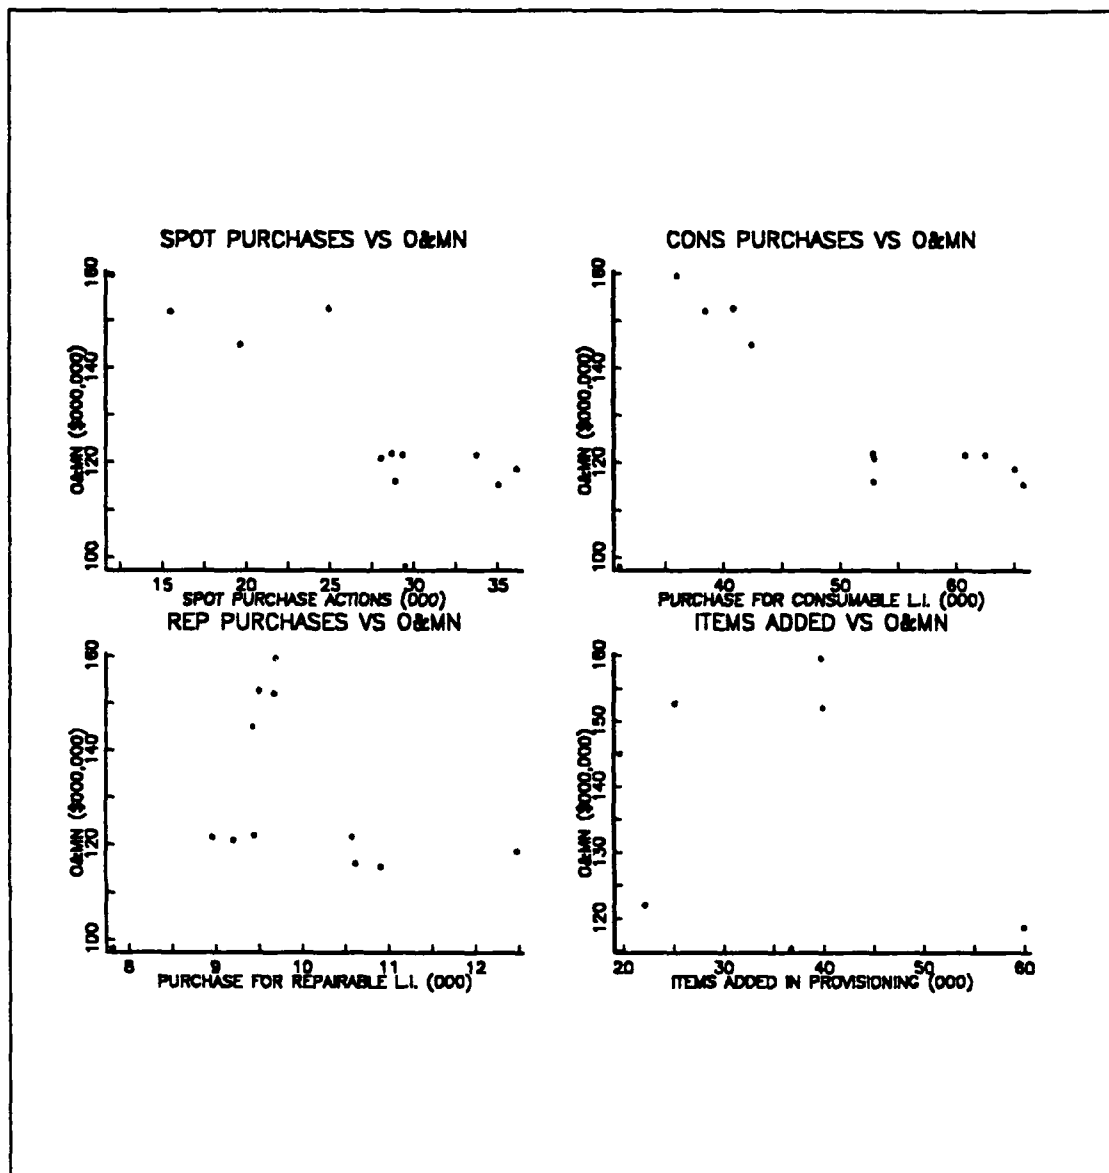 SPOT PURCHASES VS O&MN
O&MN ($000,000)
160
140
120
100
15 20 25 30 35
SPOT PURCHASE ACTIONS (000)
CONS PURCHASES VS O&MN
O&MN ($000,000)
160
140
120
100
40 50 60
PURCHASE FOR CONSUMABLE L.I. (000)
REP PURCHASES VS O&MN
O&MN ($000,000)
160
140
120
100
8 9 10 11 12
PURCHASE FOR REPAIRABLE L.I. (000)
ITEMS ADDED VS O&MN
O&MN ($000,000)
160
150
140
130
120
20 30 40 50 60
ITEMS ADDED IN PROVISIONING (000)